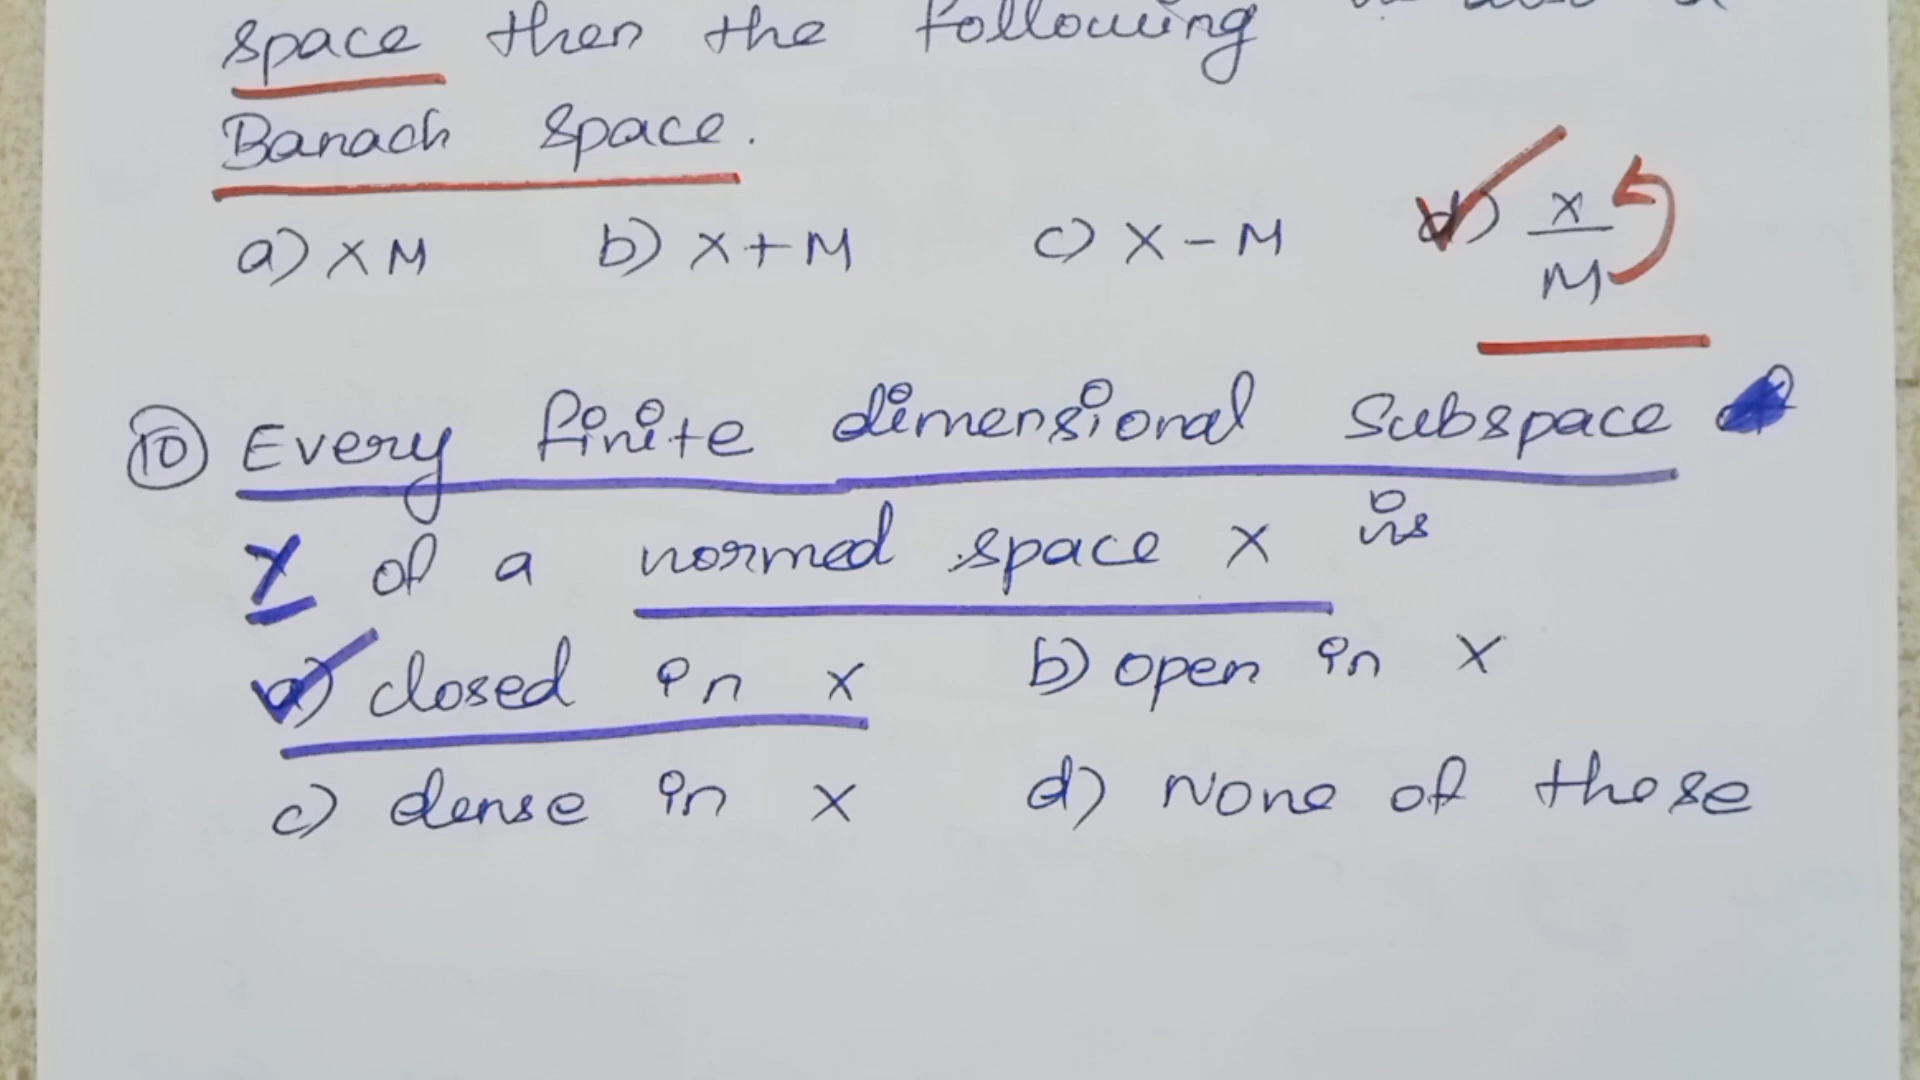 space then the following
Banach space.
a) X M b) X + M c) X - M d) X/M
10 Every finite dimensional Subspace
Y of a normed space X is
a) closed in X b) open in X
c) dense in X d) None of these